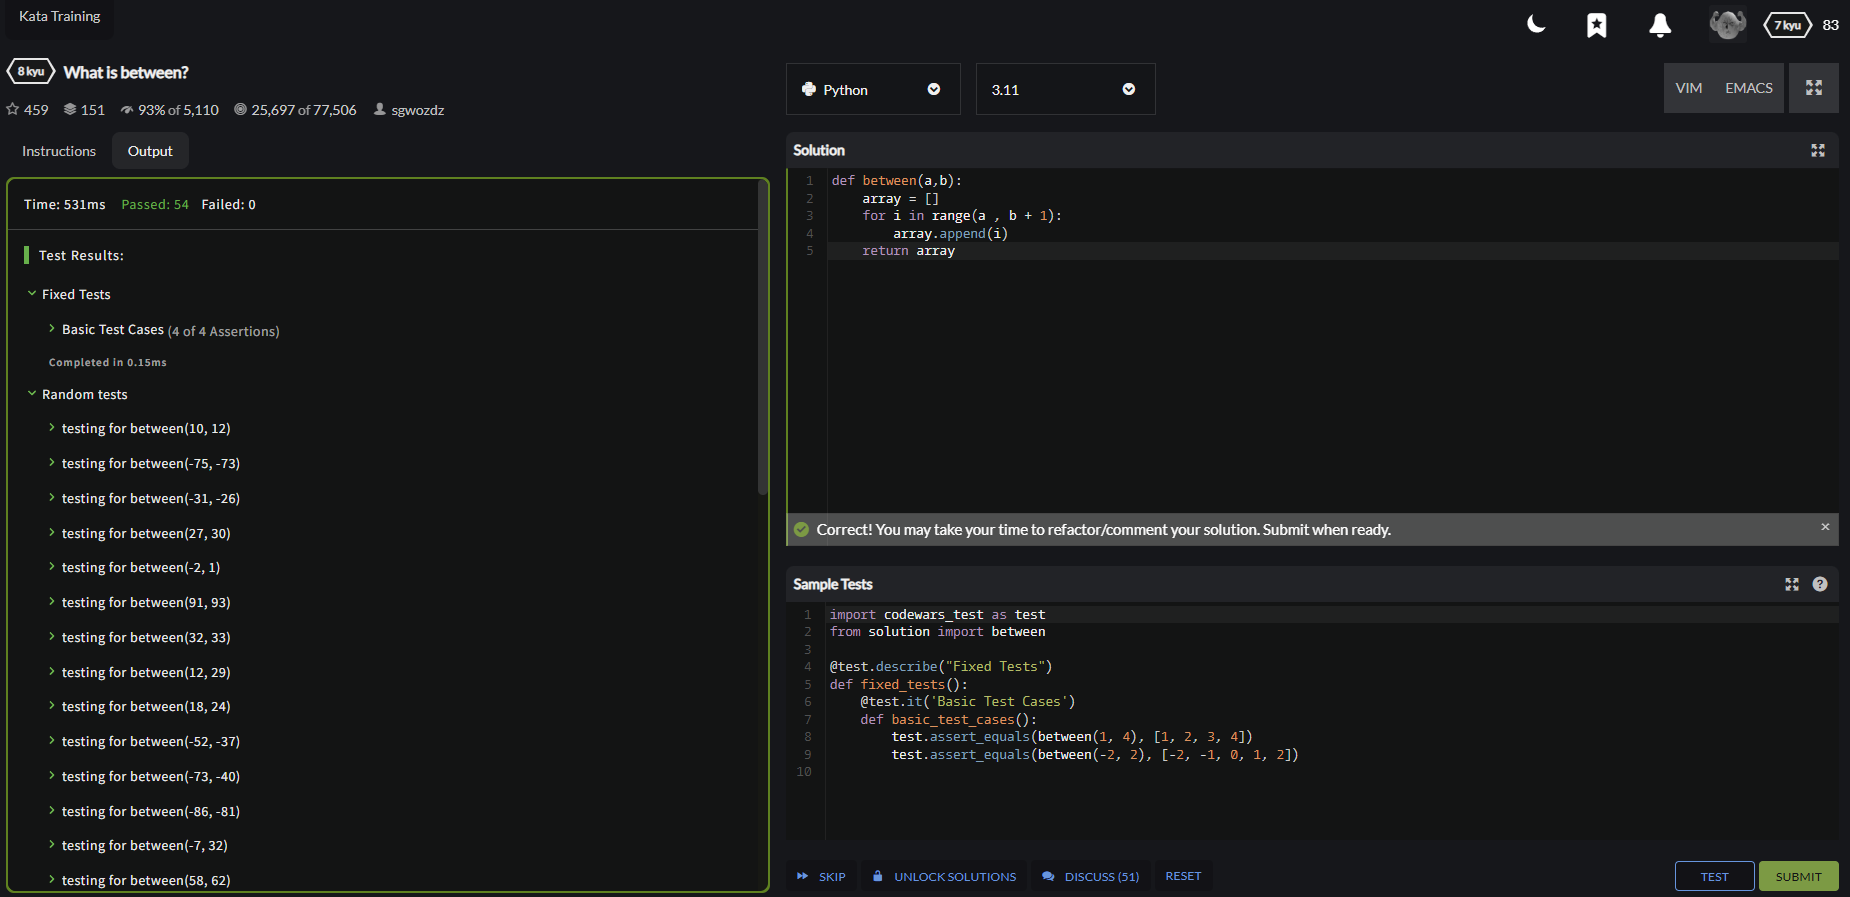 Kata Training
7 kyu 83
8 kyu What is between?
459 151 93% of 5,110 25,697 of 77,506 sgwozdz
Instructions Output
Time: 531ms Passed: 54 Failed: 0
Test Results:
Fixed Tests
Basic Test Cases (4 of 4 Assertions)
Completed in 0.15ms
Random tests
testing for between(10, 12)
testing for between(-75, -73)
testing for between(-31, -26)
testing for between(27, 30)
testing for between(-2, 1)
testing for between(91, 93)
testing for between(32, 33)
testing for between(12, 29)
testing for between(18, 24)
testing for between(-52, -37)
testing for between(-73, -40)
testing for between(-86, -81)
testing for between(-7, 32)
testing for between(58, 62)
Python 3.11 VIM EMACS
Solution
1 def between(a,b):
2     array = []
3     for i in range(a , b + 1):
4         array.append(i)
5     return array
Correct! You may take your time to refactor/comment your solution. Submit when ready. ×
Sample Tests ?
1 import codewars_test as test
2 from solution import between
3
4 @test.describe("Fixed Tests")
5 def fixed_tests():
6     @test.it('Basic Test Cases')
7     def basic_test_cases():
8         test.assert_equals(between(1, 4), [1, 2, 3, 4])
9         test.assert_equals(between(-2, 2), [-2, -1, 0, 1, 2])
10
SKIP UNLOCK SOLUTIONS DISCUSS (51) RESET TEST SUBMIT